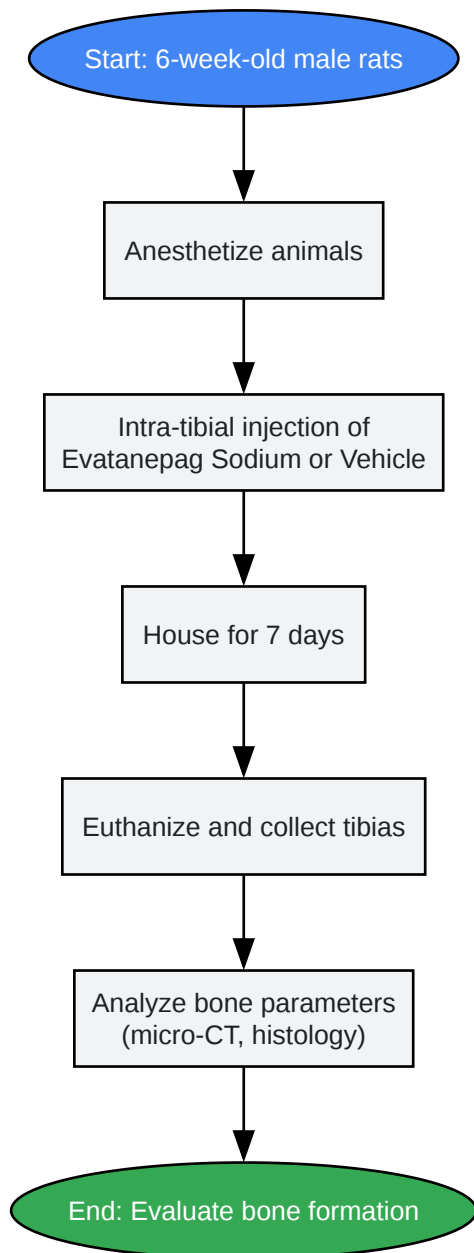 Start: 6-week-old male rats
Anesthetize animals
Intra-tibial injection of
Evatanepag Sodium or Vehicle
House for 7 days
Euthanize and collect tibias
Analyze bone parameters
(micro-CT, histology)
End: Evaluate bone formation